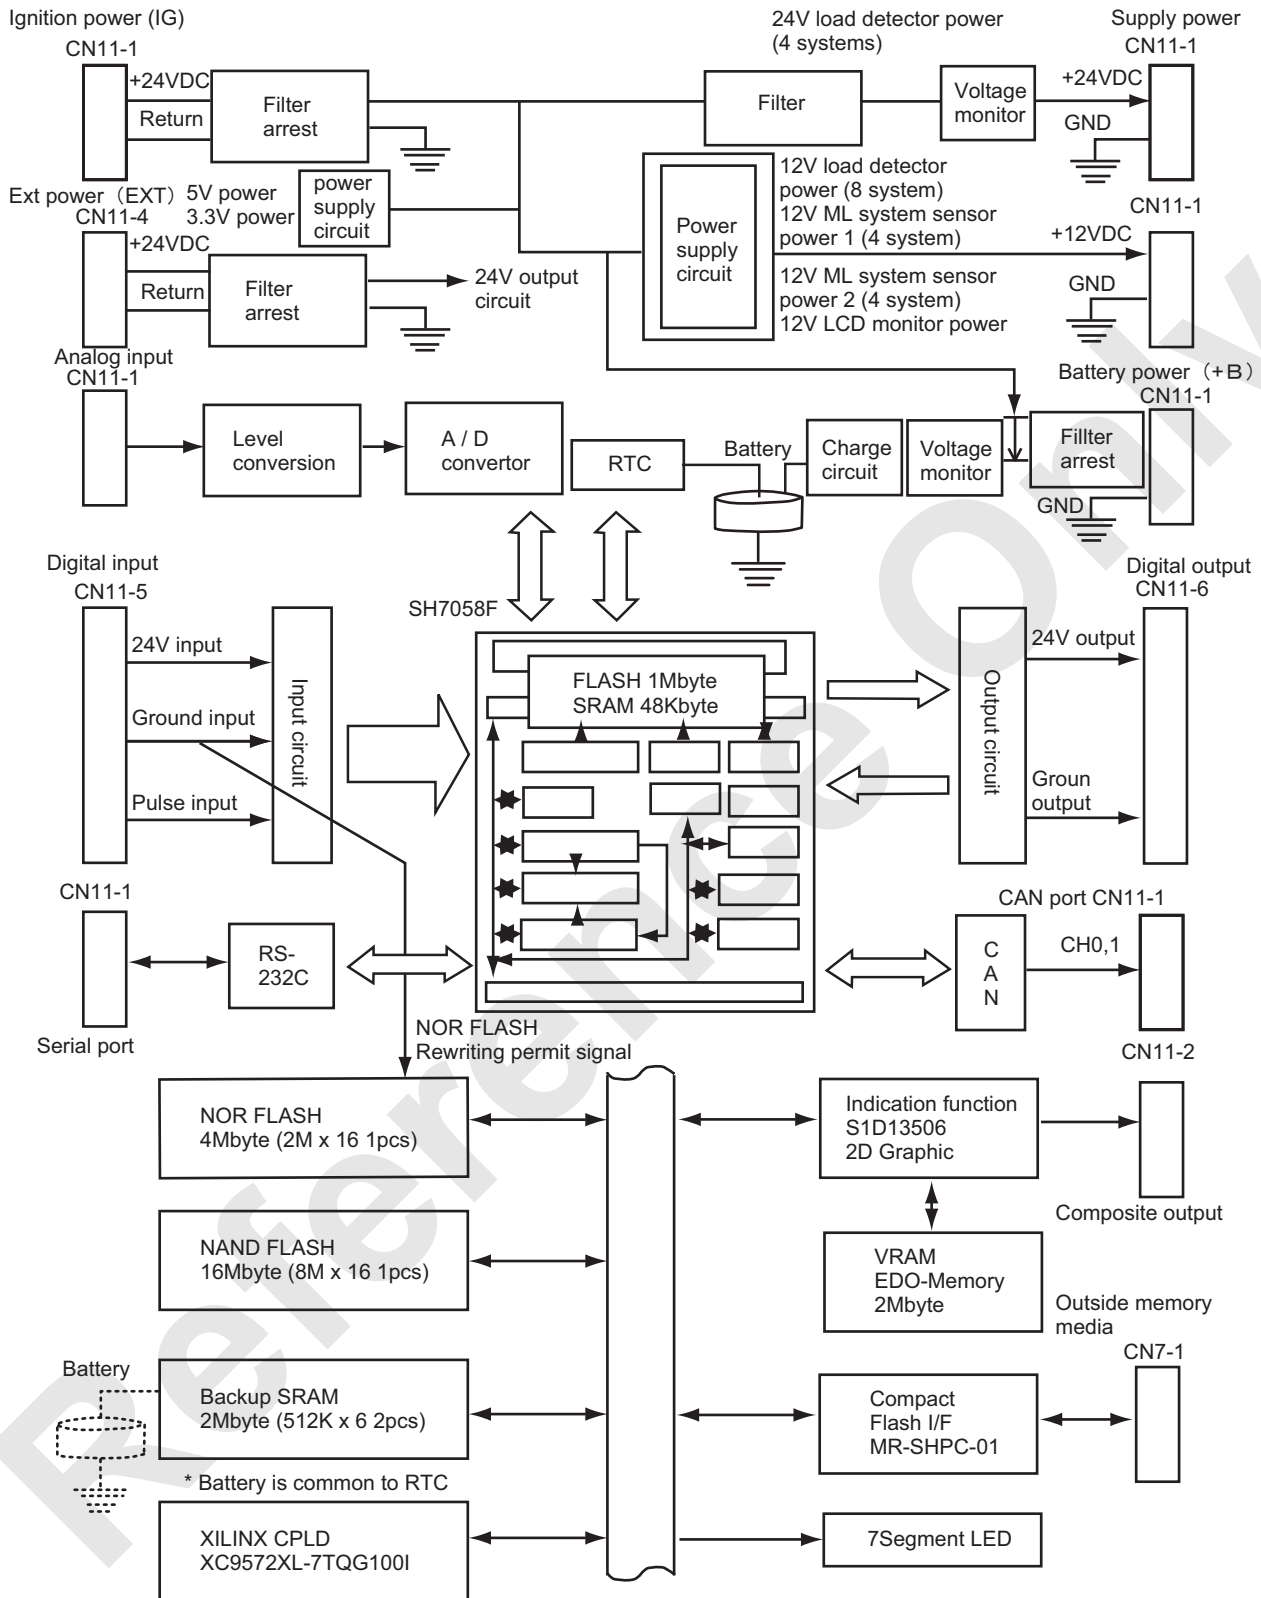 Ignition power (IG)
CN11-1
+24VDC
Return
Filter
arrest
24V load detector power
(4 systems)
Filter
Voltage
monitor
Supply power
CN11-1
+24VDC
GND
Ext power（EXT）
CN11-4
5V power
3.3V power
power
supply
circuit
+24VDC
Return
Filter
arrest
24V output
circuit
Power
supply
circuit
12V load detector
power (8 system)
12V ML system sensor
power 1 (4 system)
12V ML system sensor
power 2 (4 system)
12V LCD monitor power
CN11-1
+12VDC
GND
Analog input
CN11-1
Level
conversion
A / D
convertor
RTC
Battery
Charge
circuit
Voltage
monitor
Fillter
arrest
Battery power（+B）
CN11-1
GND
Digital input
CN11-5
24V input
Ground input
Pulse input
Input circuit
SH7058F
FLASH 1Mbyte
SRAM 48Kbyte
Digital output
CN11-6
24V output
Groun
output
Output circuit
CN11-1
RS-
232C
Serial port
CAN port CN11-1
C
A
N
CH0,1
NOR FLASH
Rewriting permit signal
NOR FLASH
4Mbyte (2M x 16 1pcs)
Indication function
S1D13506
2D Graphic
CN11-2
Composite output
NAND FLASH
16Mbyte (8M x 16 1pcs)
VRAM
EDO-Memory
2Mbyte
Outside memory
media
CN7-1
Battery
Backup SRAM
2Mbyte (512K x 6 2pcs)
* Battery is common to RTC
Compact
Flash I/F
MR-SHPC-01
XILINX CPLD
XC9572XL-7TQG100I
7Segment LED
Reference Only